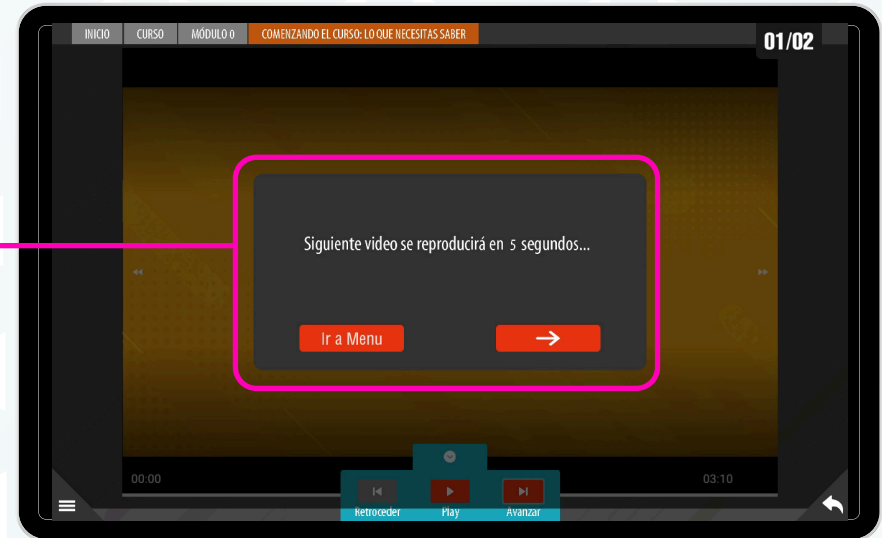 INICIO
CURSO
MÓDULO 0
COMENZANDO EL CURSO: LO QUE NECESITAS SABER
01/02
Siguiente video se reproducirá en 5 segundos...
Ir a Menu
00:00
03:10
Retroceder
Play
Avanzar